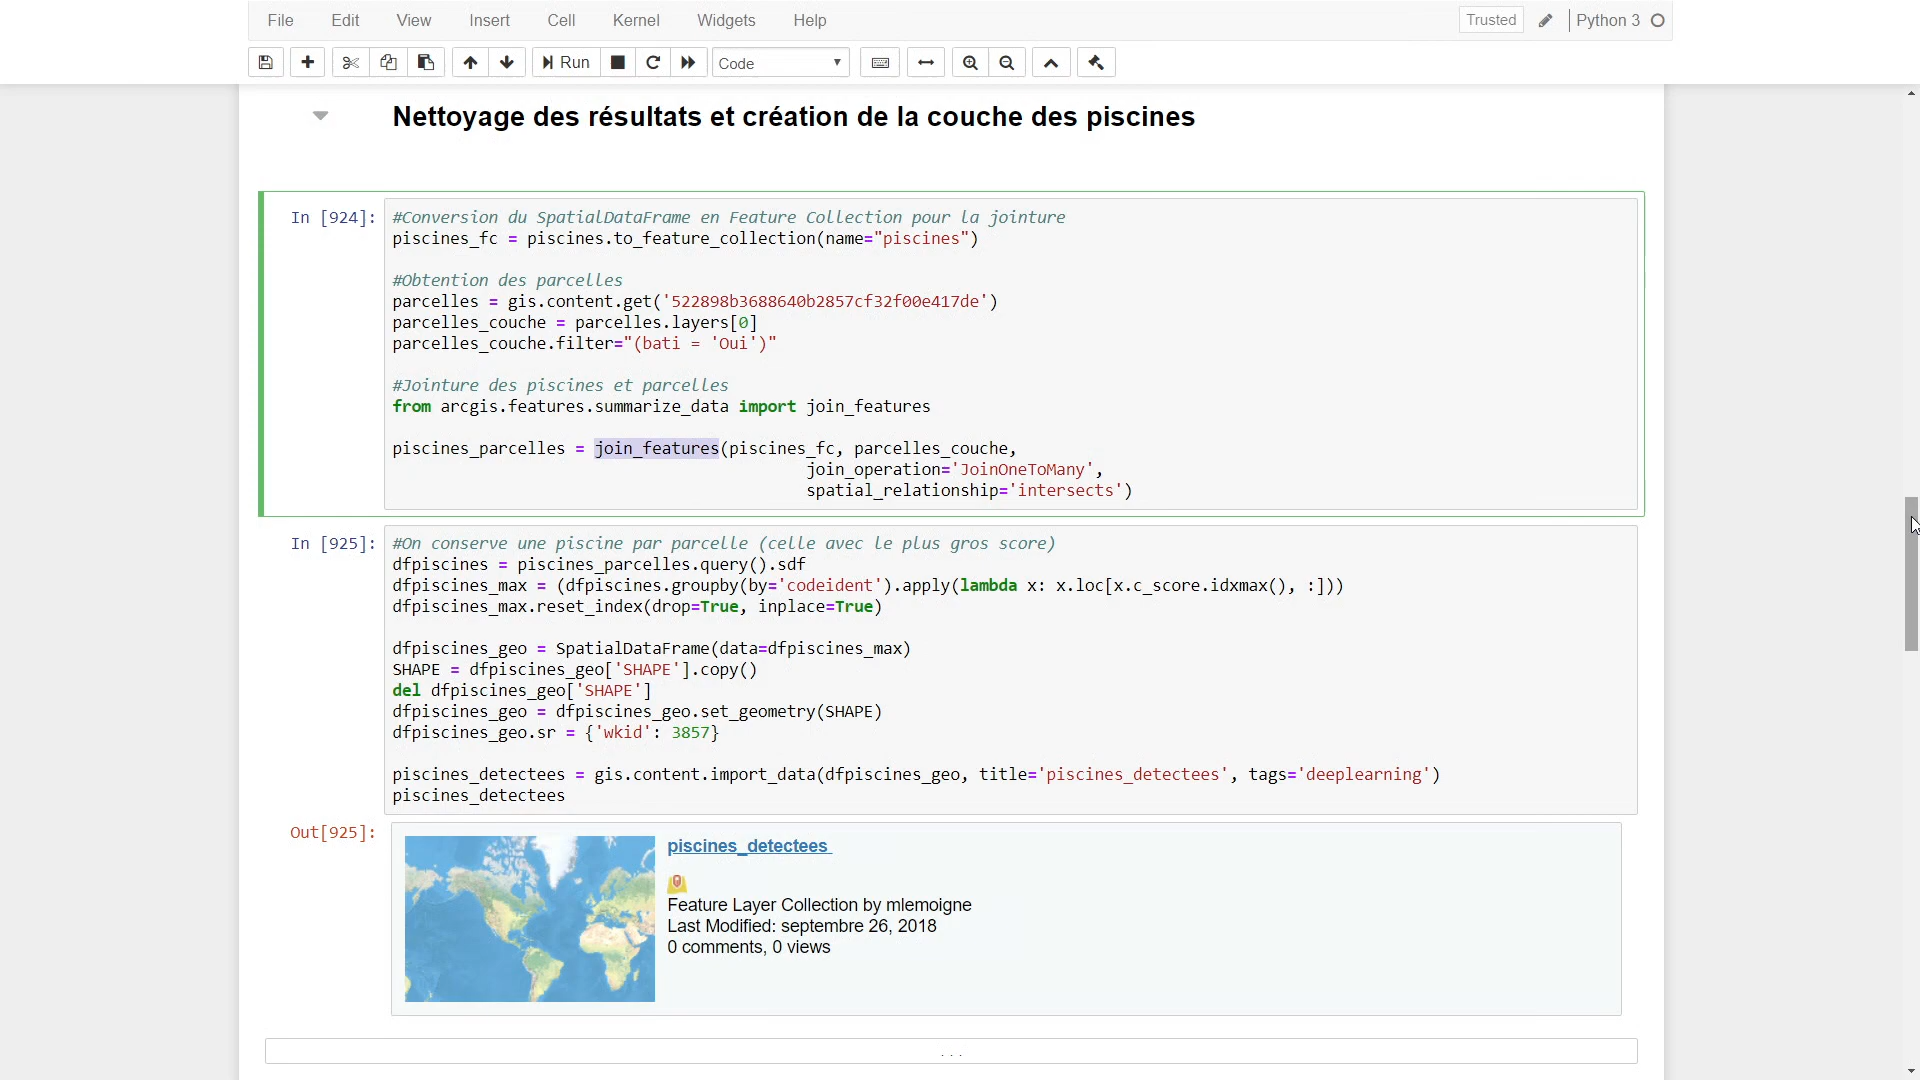 File Edit View Insert Cell Kernel Widgets Help Trusted Python 3
Run Code
Nettoyage des résultats et création de la couche des piscines
In [924]:
#Conversion du SpatialDataFrame en Feature Collection pour la jointure
piscines_fc = piscines.to_feature_collection(name="piscines")
#Obtention des parcelles
parcelles = gis.content.get('522898b3688640b2857cf32f00e417de')
parcelles_couche = parcelles.layers[0]
parcelles_couche.filter="(bati = 'Oui')"
#Jointure des piscines et parcelles
from arcgis.features.summarize_data import join_features
piscines_parcelles = join_features(piscines_fc, parcelles_couche,
join_operation='JoinOneToMany',
spatial_relationship='intersects')
In [925]:
#On conserve une piscine par parcelle (celle avec le plus gros score)
dfpiscines = piscines_parcelles.query().sdf
dfpiscines_max = (dfpiscines.groupby(by='codeident').apply(lambda x: x.loc[x.c_score.idxmax(), :]))
dfpiscines_max.reset_index(drop=True, inplace=True)
dfpiscines_geo = SpatialDataFrame(data=dfpiscines_max)
SHAPE = dfpiscines_geo['SHAPE'].copy()
del dfpiscines_geo['SHAPE']
dfpiscines_geo = dfpiscines_geo.set_geometry(SHAPE)
dfpiscines_geo.sr = {'wkid': 3857}
piscines_detectees = gis.content.import_data(dfpiscines_geo, title='piscines_detectees', tags='deeplearning')
piscines_detectees
Out[925]:
piscines_detectees
Feature Layer Collection by mlemoigne
Last Modified: septembre 26, 2018
0 comments, 0 views
...